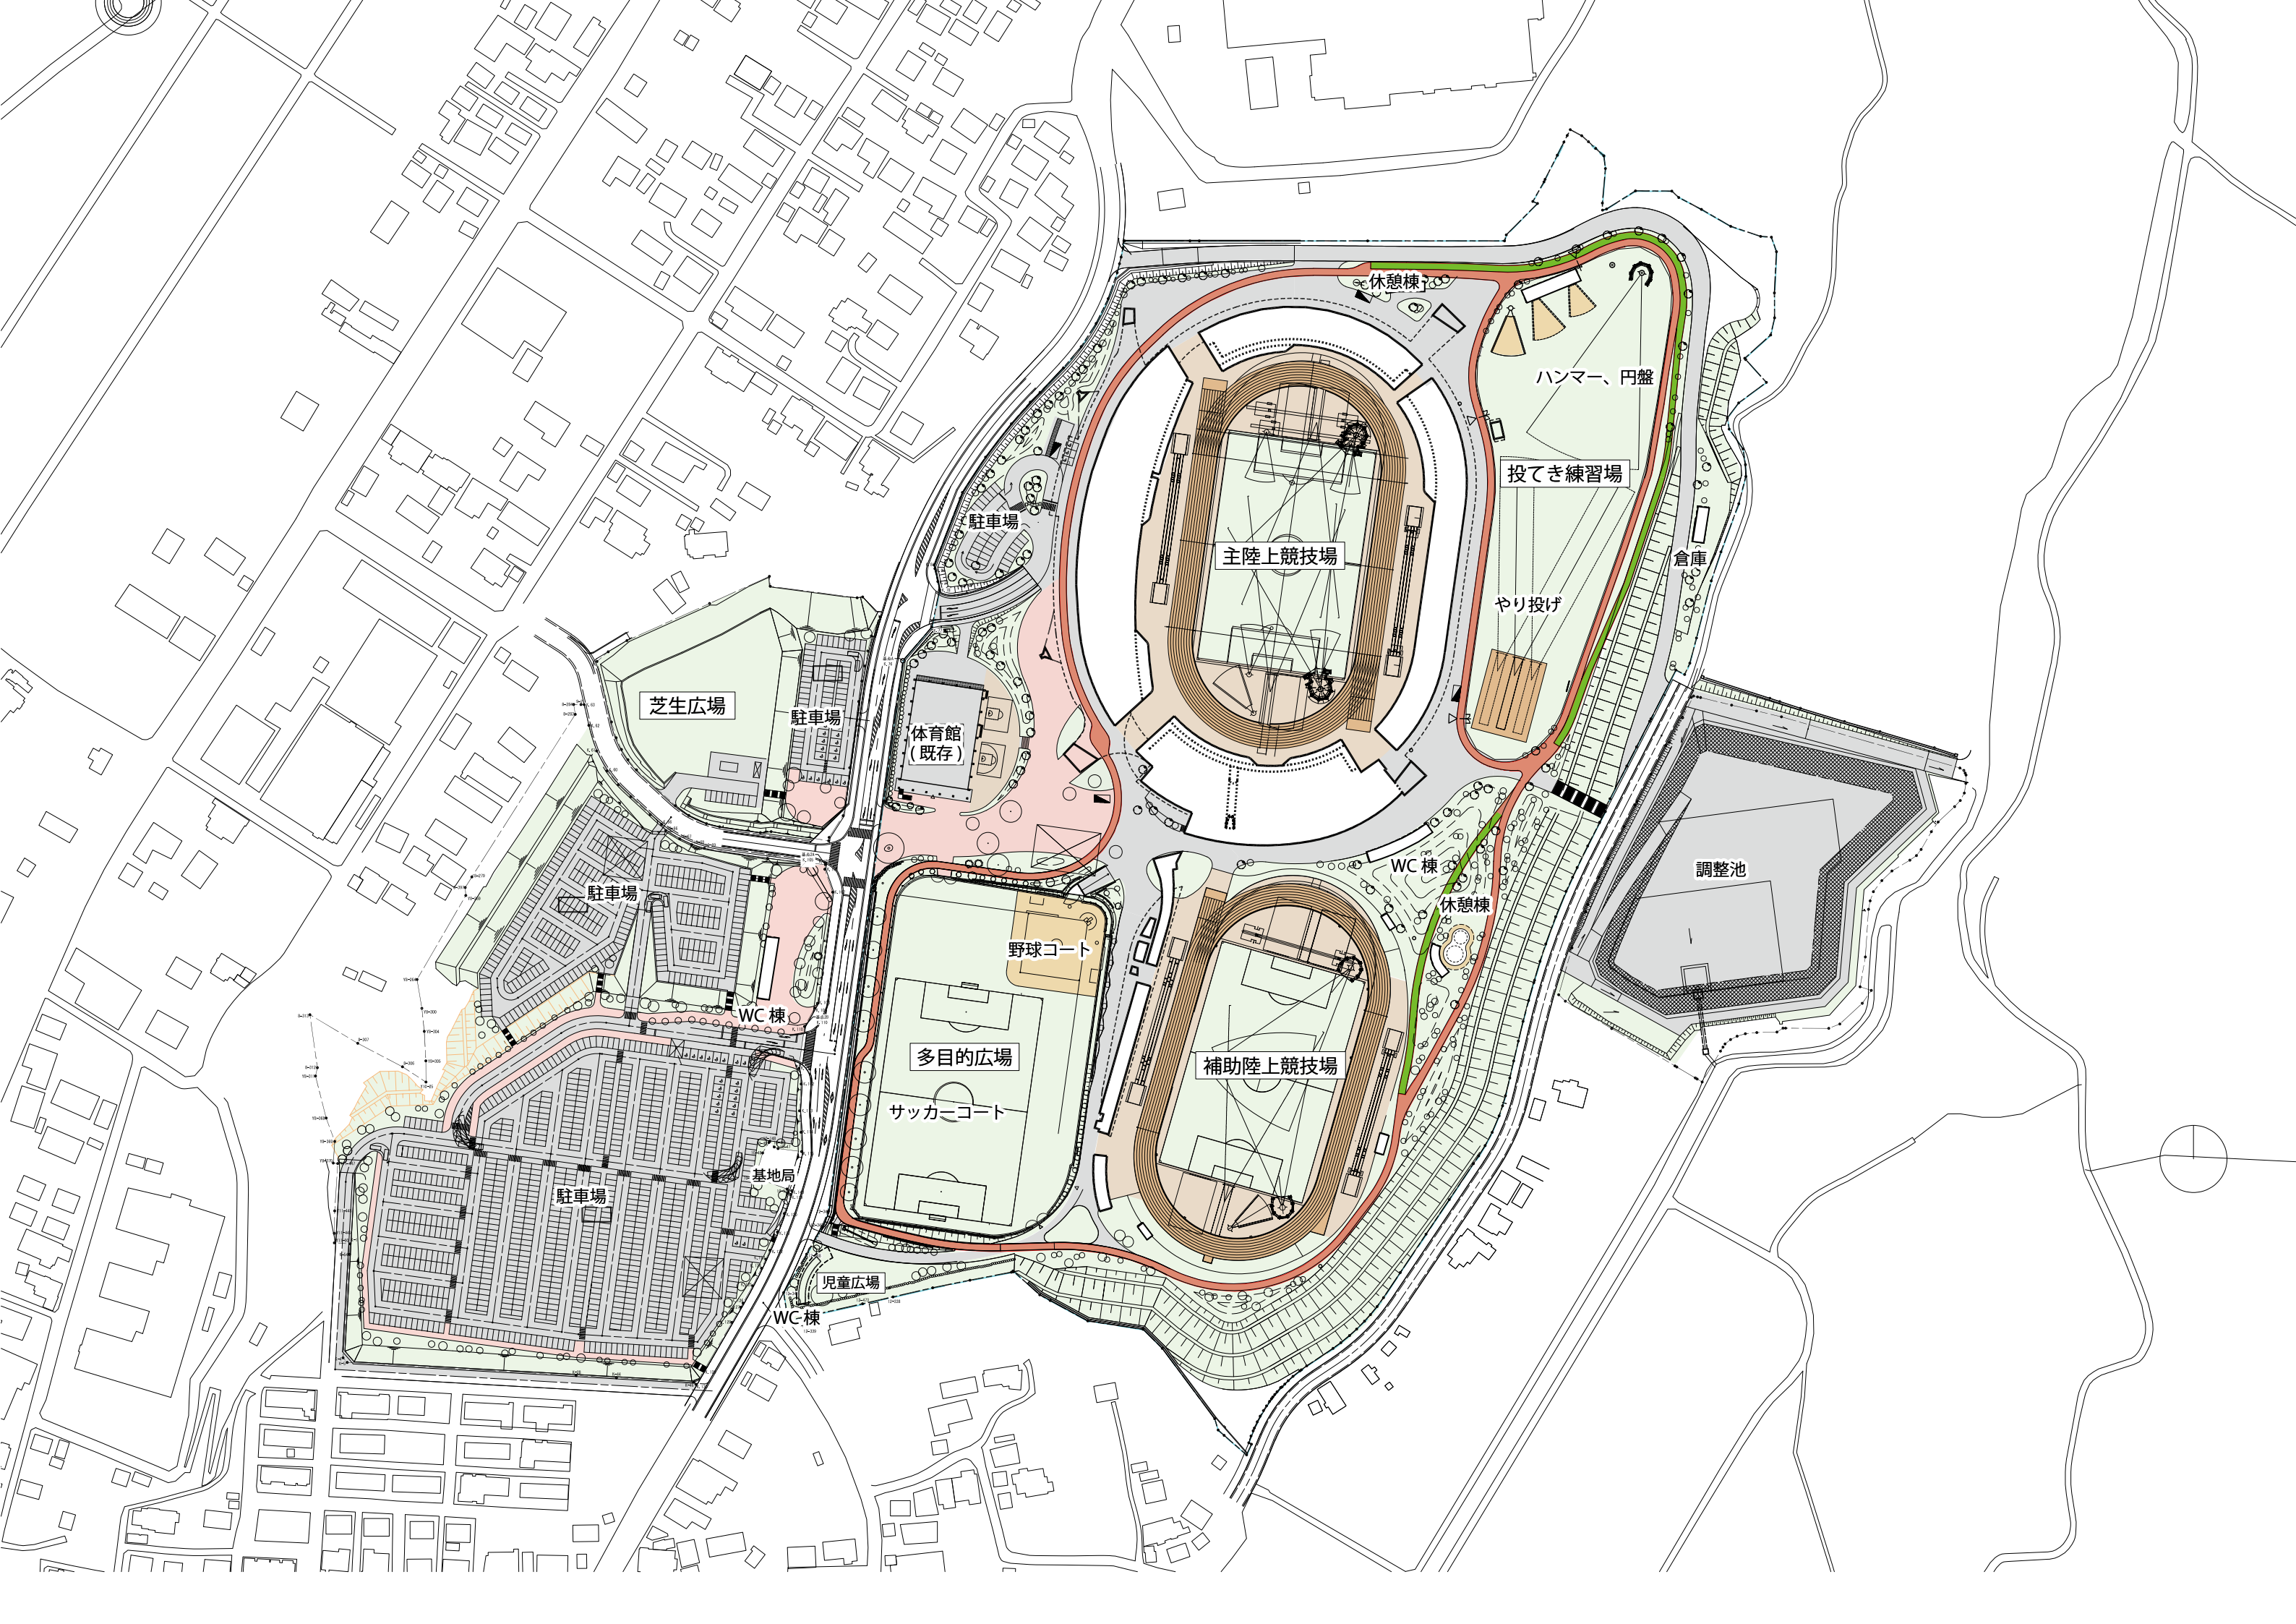 休憩棟
ハンマー、円盤
投てき練習場
駐車場
主陸上競技場
倉庫
やり投げ
芝生広場
駐車場
体育館
(既存)
WC 棟
調整池
駐車場
休憩棟
野球コート
WC 棟
多目的広場
補助陸上競技場
サッカーコート
基地局
駐車場
児童広場
WC 棟